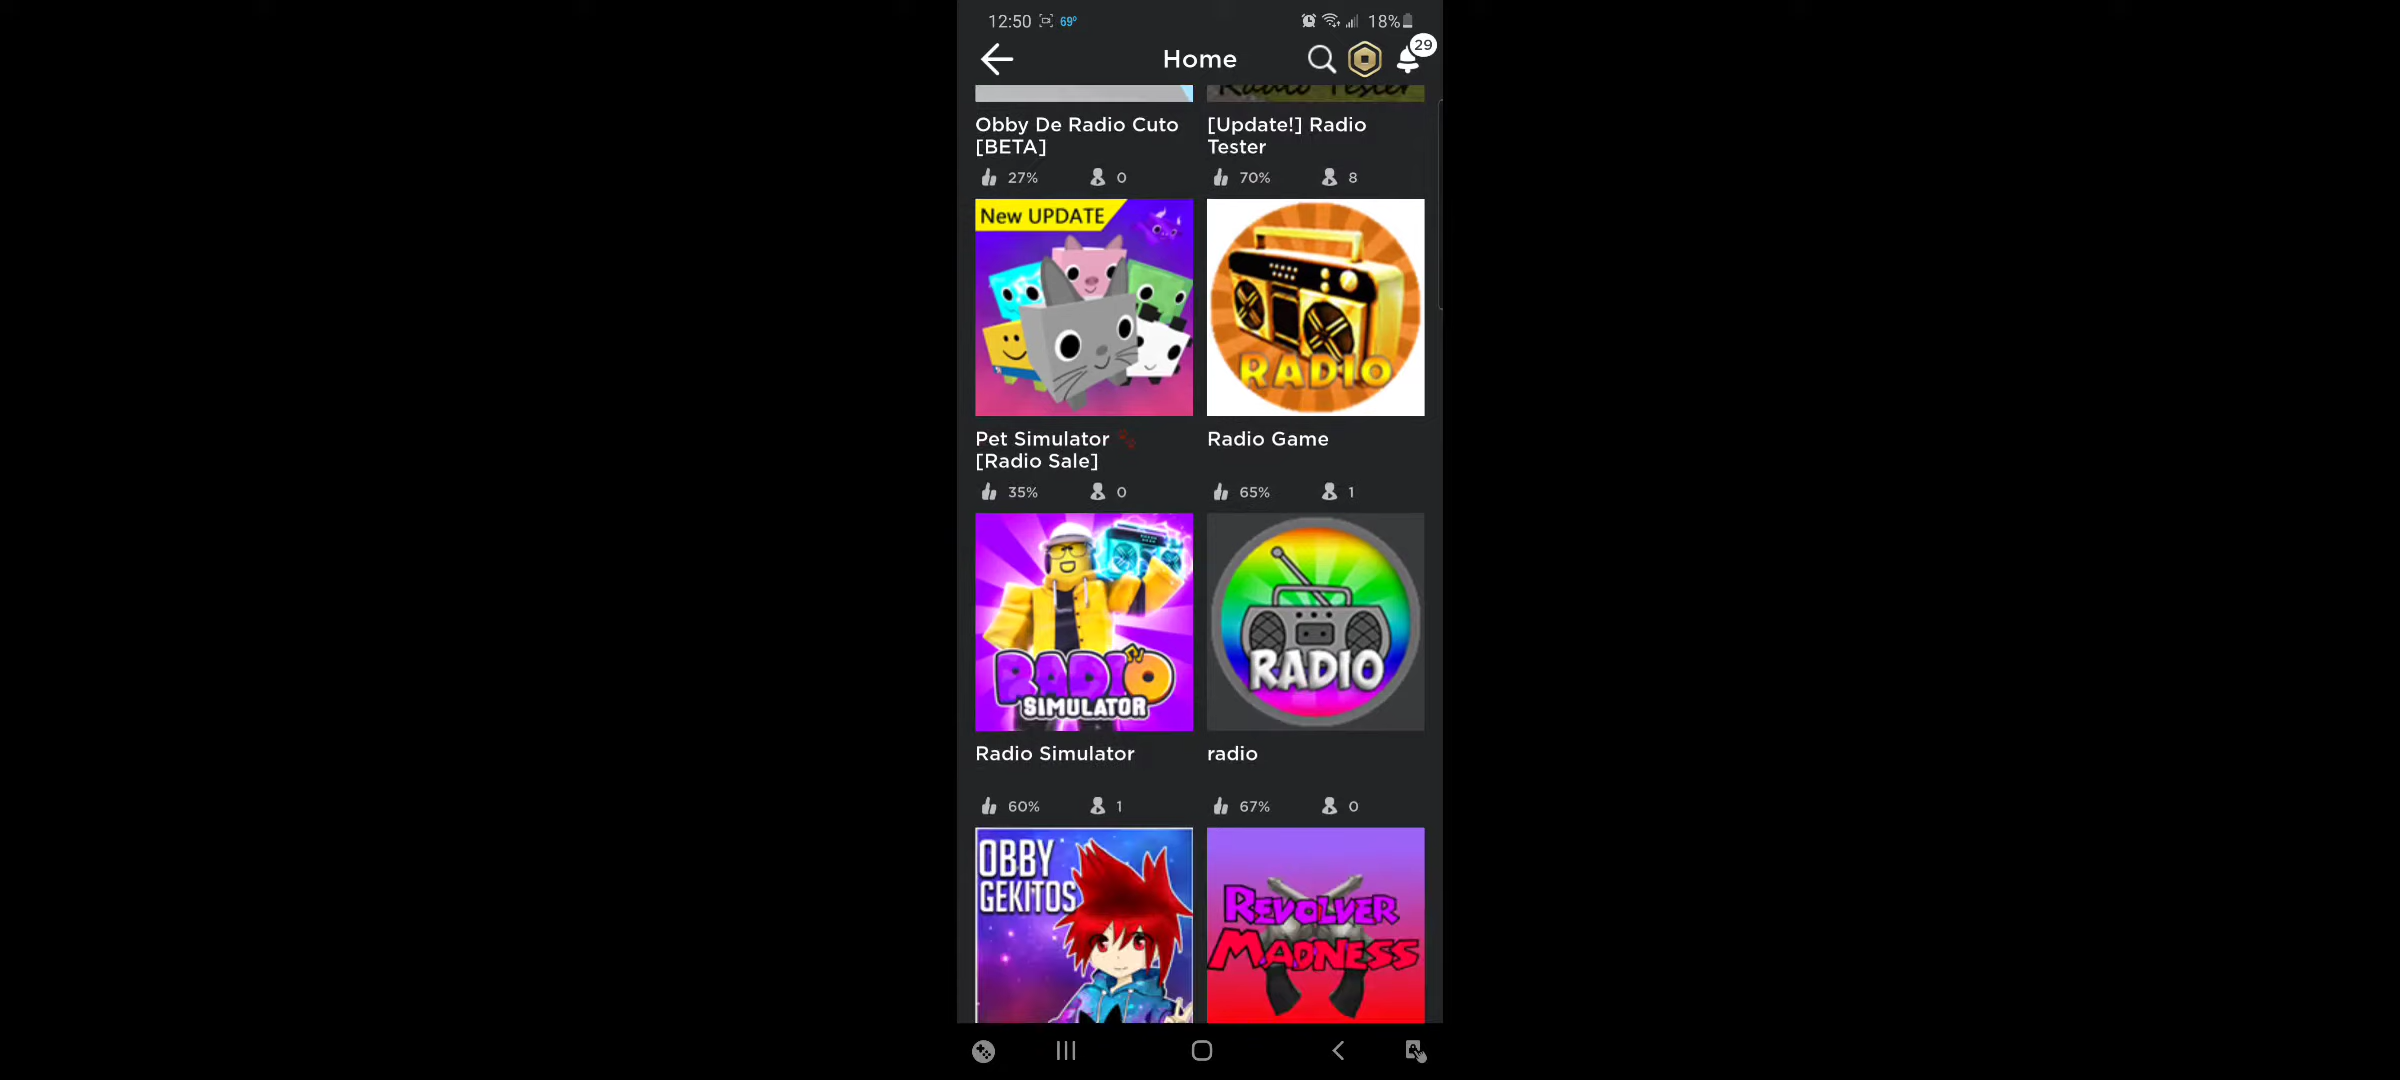 12:50 69° 18%
Home
29
Radio Tester
Obby De Radio Cuto
[BETA]
[Update!] Radio
Tester
27% 0
70% 8
New UPDATE
RADIO
Pet Simulator
[Radio Sale]
Radio Game
35% 0
65% 1
RADIO
SIMULATOR
RADIO
Radio Simulator
radio
60% 1
67% 0
OBBY
GEKITOS
REVOLVER
MADNESS